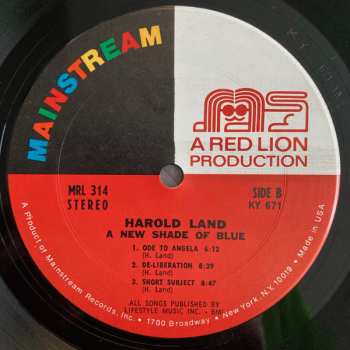 MAINSTREAM
A RED LION
PRODUCTION
MRL 314
STEREO
SIDE B
KY 671
HAROLD LAND
A NEW SHADE OF BLUE
1. ODE TO ANGELA 6:12
(H. Land)
2. DE-LIBERATION 8:39
(H. Land)
3. SHORT SUBJECT 8:47
(H. Land)
ALL SONGS PUBLISHED BY
LIFESTYLE MUSIC INC. - BMI
A Product of Mainstream Records, Inc. • 1700 Broadway • New York, N.Y. 10019 • Made in USA